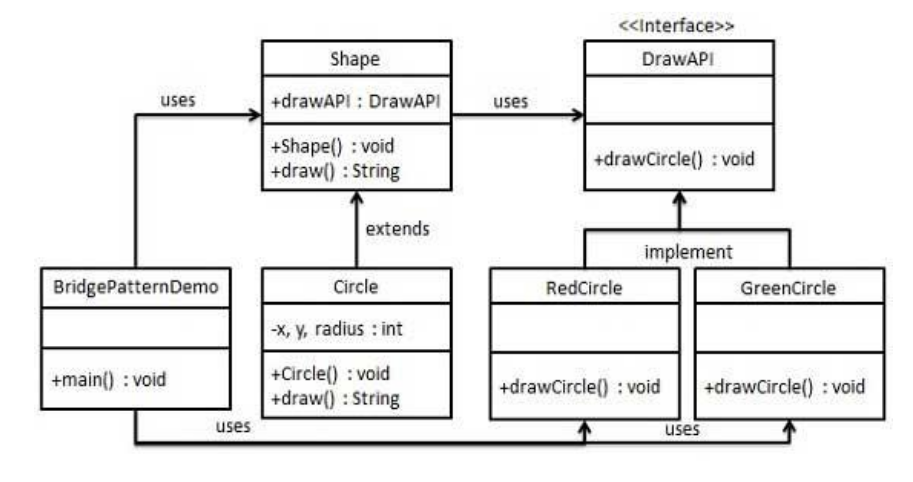 <<Interface>>
Shape
DrawAPI
uses
+drawAPI : DrawAPI
uses
+Shape() : void
+draw() : String
+drawCircle() : void
extends
implement
BridgePatternDemo
Circle
RedCircle
GreenCircle
-x, y, radius : int
+main() : void
+Circle() : void
+draw() : String
+drawCircle() : void
+drawCircle() : void
uses
uses